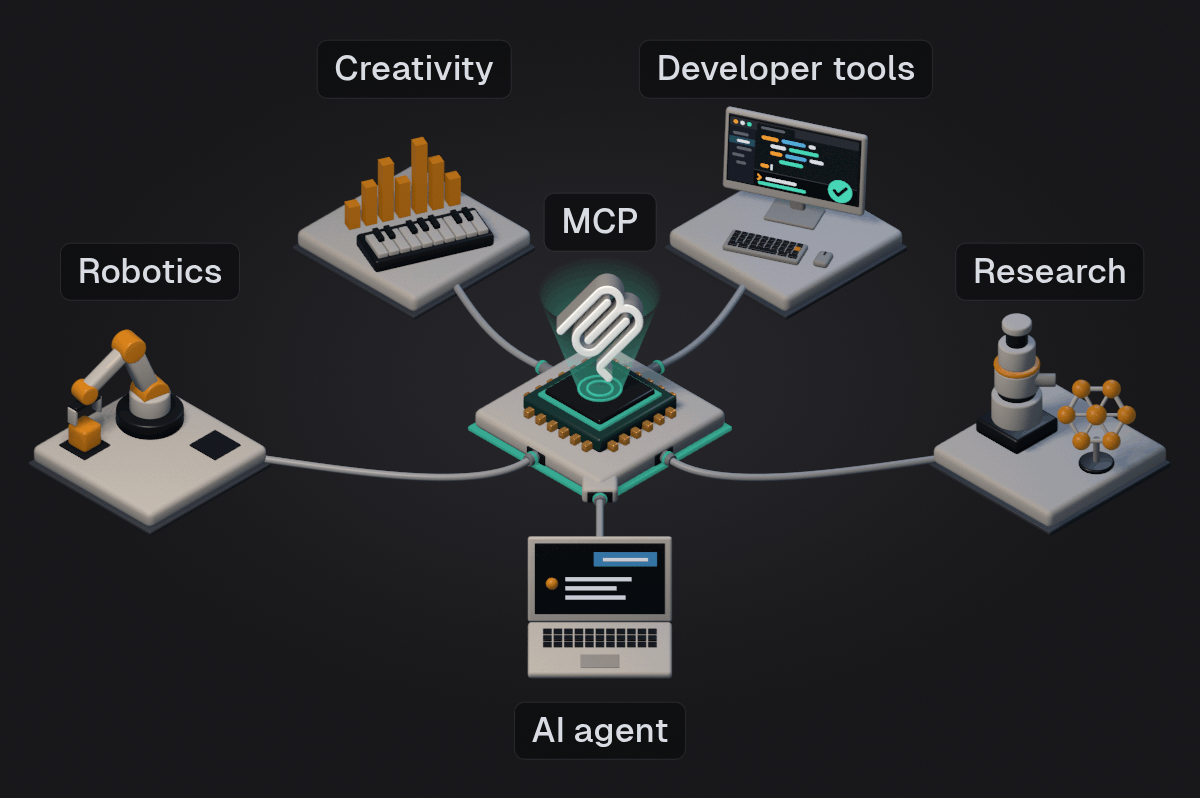 Creativity
Developer tools
MCP
Robotics
Research
AI agent